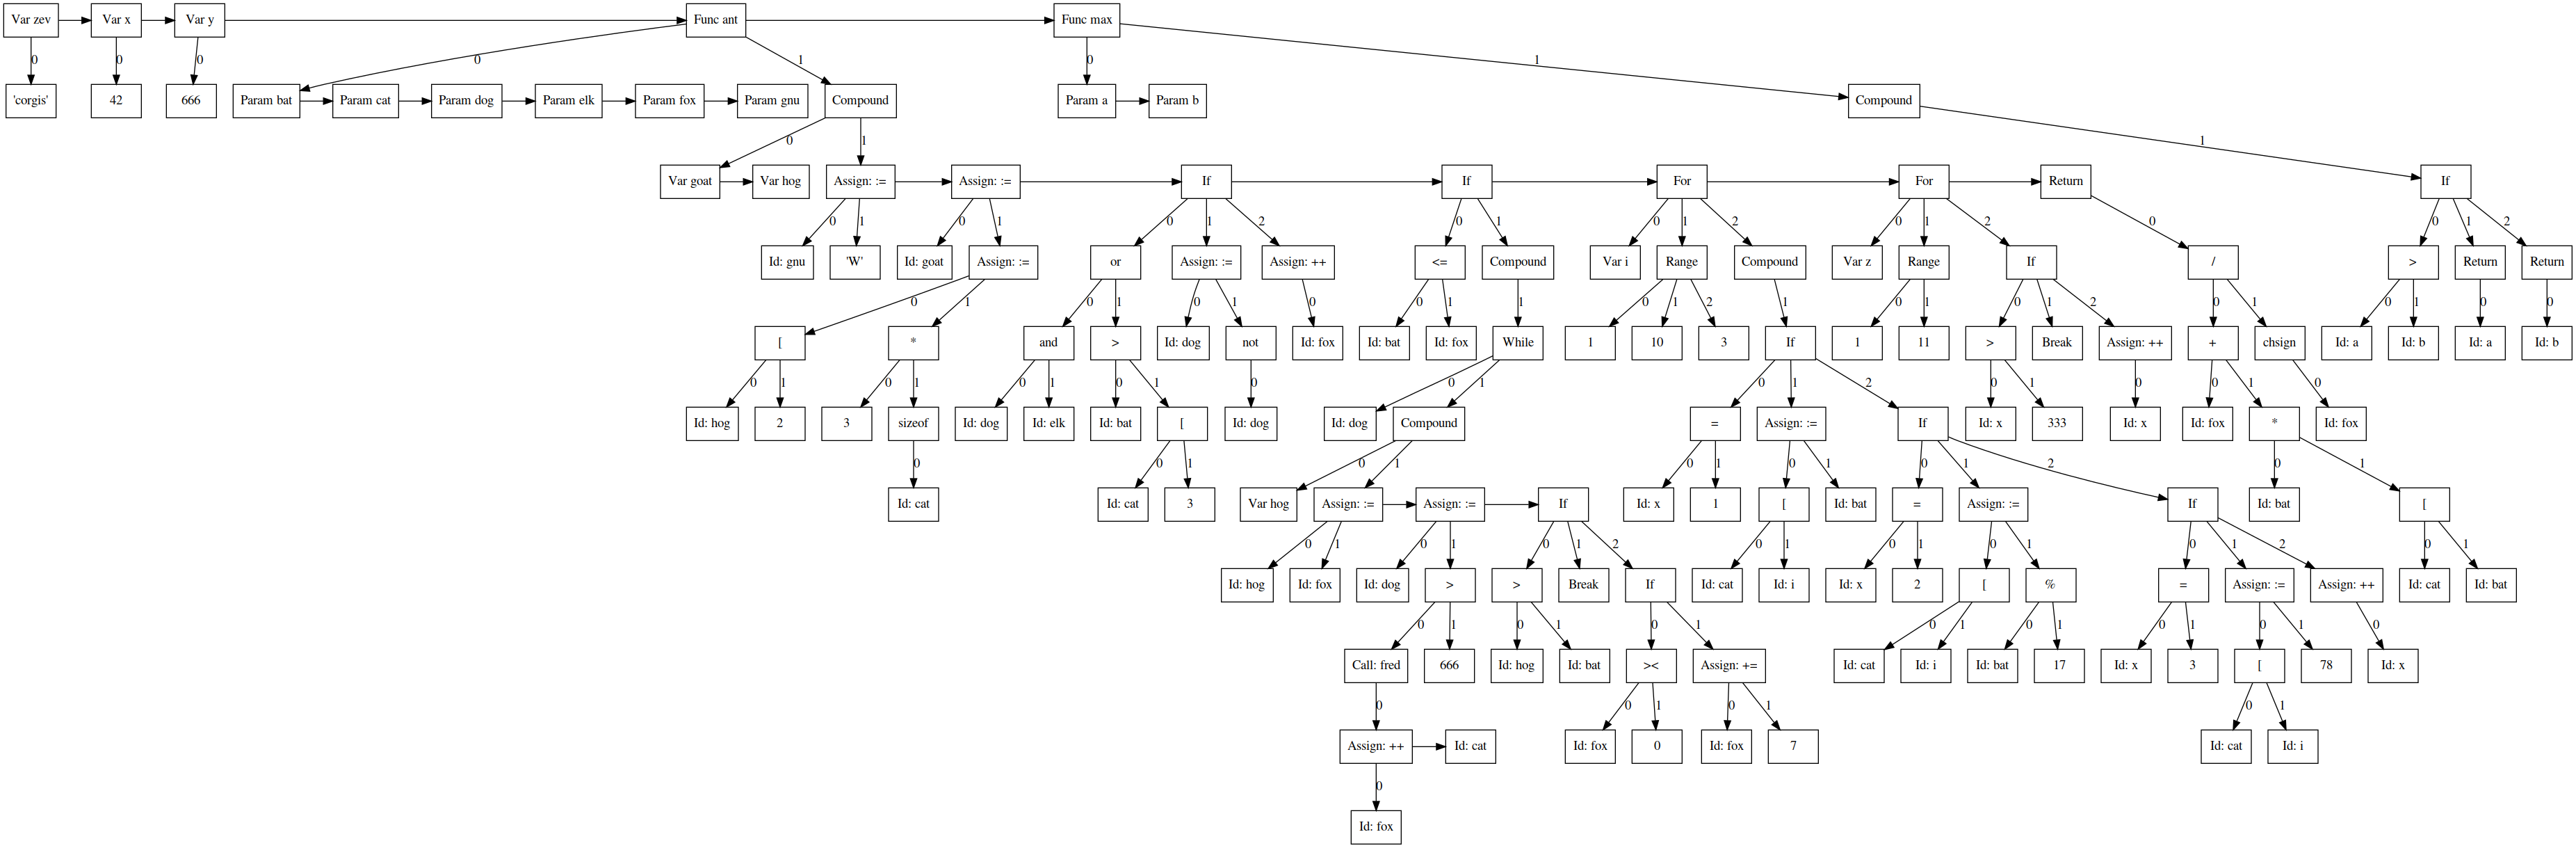 Var zev
Var x
Var y
Func ant
Func max
0
0
0
0
1
0
1
'corgis'
42
666
Param bat
Param cat
Param dog
Param elk
Param fox
Param gnu
Compound
Param a
Param b
Compound
0
1
1
Var goat
Var hog
Assign: :=
Assign: :=
If
If
For
For
Return
If
0
1
0
1
0
1
2
0
1
0
1
2
0
1
2
0
0
1
2
Id: gnu
'W'
Id: goat
Assign: :=
or
Assign: :=
Assign: ++
<=
Compound
Var i
Range
Compound
Var z
Range
If
/
>
Return
Return
0
1
0
1
0
1
0
0
1
1
0
1
2
1
0
1
0
1
2
0
1
0
1
0
0
[
*
and
>
Id: dog
not
Id: fox
Id: bat
Id: fox
While
1
10
3
If
1
11
>
Break
Assign: ++
+
chsign
Id: a
Id: b
Id: a
Id: b
0
1
0
1
0
1
0
1
0
0
1
0
1
2
0
1
0
0
1
0
Id: hog
2
3
sizeof
Id: dog
Id: elk
Id: bat
[
Id: dog
Id: dog
Compound
=
Assign: :=
If
Id: x
333
Id: x
Id: fox
*
Id: fox
0
0
1
0
1
0
1
0
1
0
1
2
0
1
Id: cat
Id: cat
3
Var hog
Assign: :=
Assign: :=
If
Id: x
1
[
Id: bat
=
Assign: :=
If
Id: bat
[
0
1
0
1
0
1
2
0
1
0
1
0
1
0
1
2
0
1
Id: hog
Id: fox
Id: dog
>
>
Break
If
Id: cat
Id: i
Id: x
2
[
%
=
Assign: :=
Assign: ++
Id: cat
Id: bat
0
1
0
1
0
1
0
1
0
1
0
1
0
1
0
Call: fred
666
Id: hog
Id: bat
><
Assign: +=
Id: cat
Id: i
Id: bat
17
Id: x
3
[
78
Id: x
0
0
1
0
1
0
1
Assign: ++
Id: cat
Id: fox
0
Id: fox
7
Id: cat
Id: i
0
Id: fox